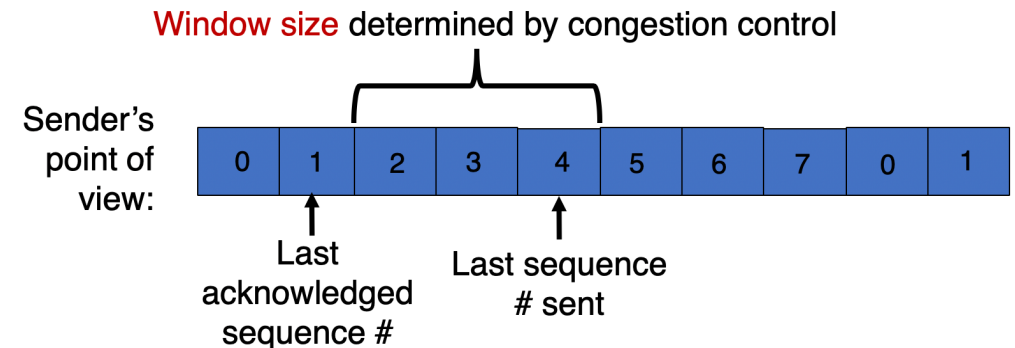 Window size determined by congestion control
Sender's
point of
view:
0 1 2 3 4 5 6 7 0 1
Last
acknowledged
sequence #
Last sequence
# sent